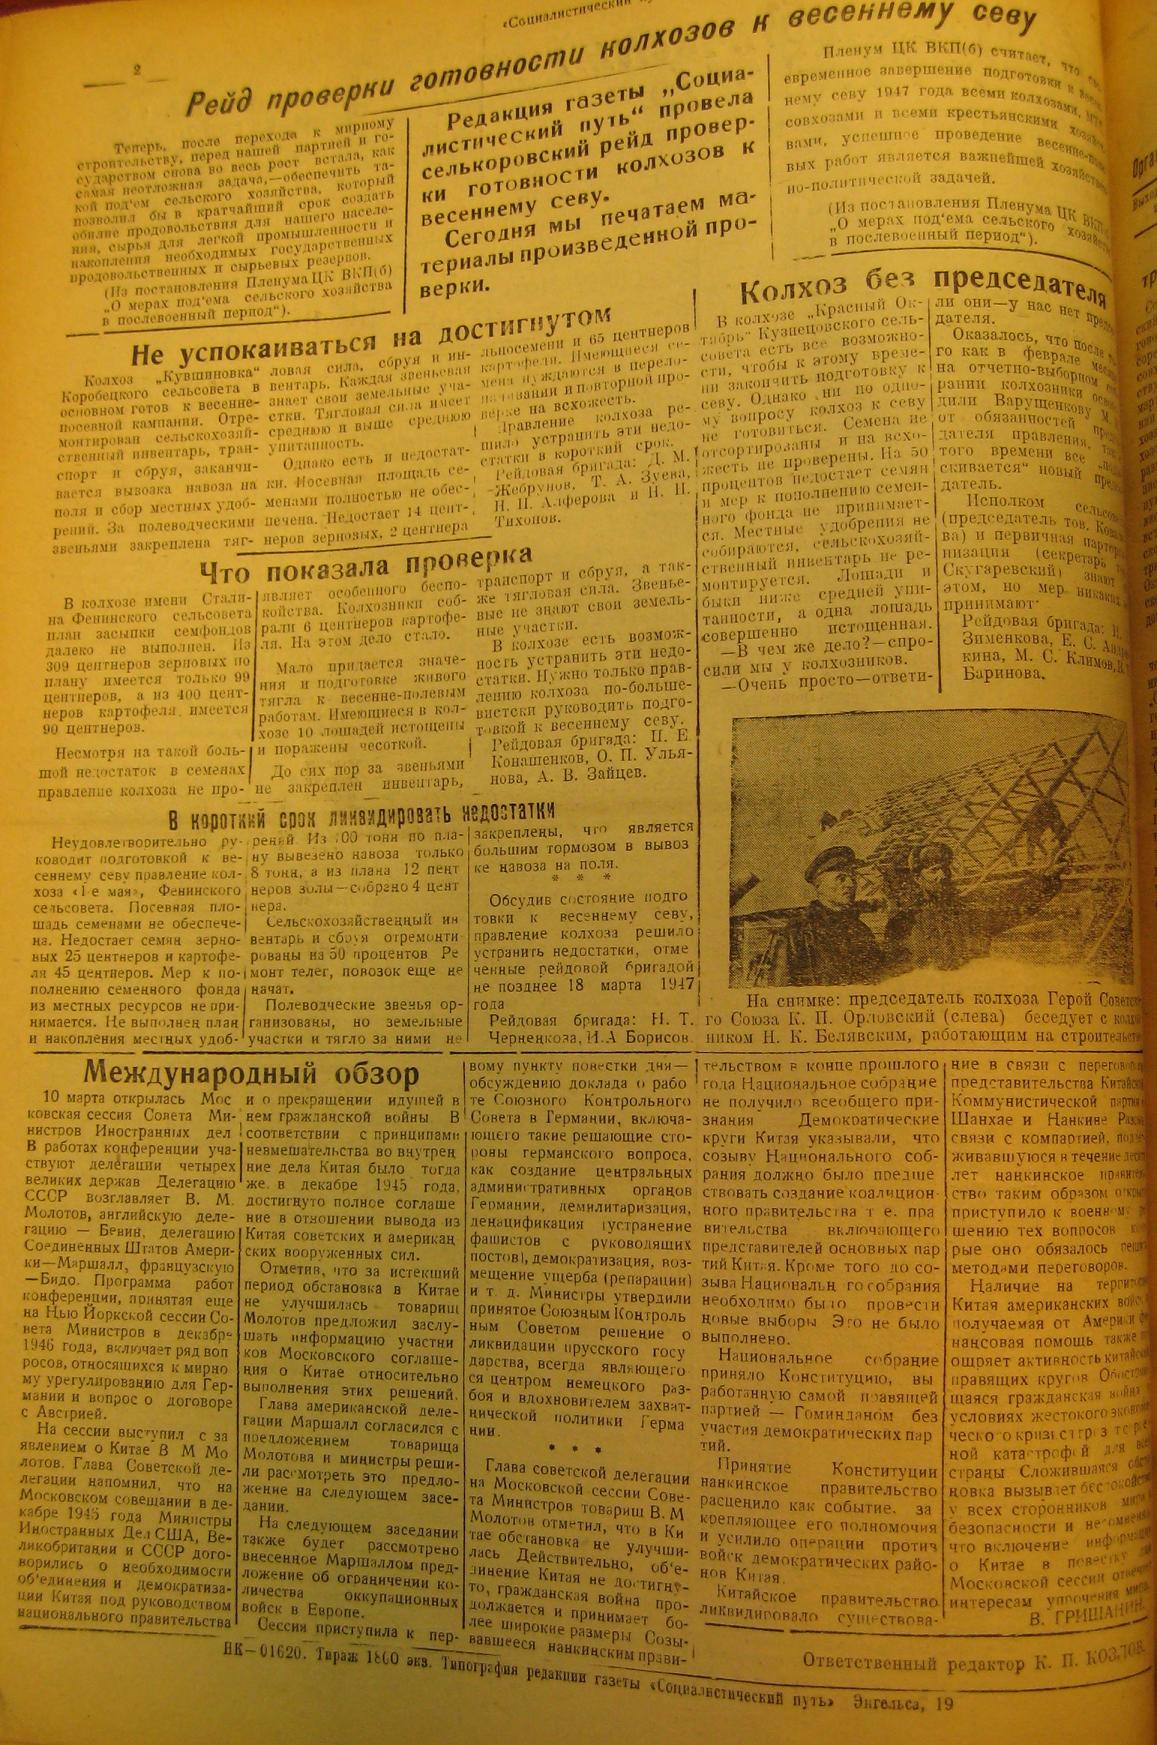 2
«Социалистический
Рейд проверки готовности колхозов к весеннему севу
Теперь, после перехода к мирному
строительству, перед нашей партией и го-
сударством снова во весь рост встала, как
самая неотложная задача,—обеспечить та-
кой под'ем сельского хозяйства, который
позволил бы в кратчайший срок создать
обилие продовольствия для нашего населе-
ния, сырья для легкой промышленности и
накопления необходимых государственных
продовольственных и сырьевых резервов.
(Из постановления Пленума ЦК ВКП(б)
„О мерах под'ема сельского хозяйства
в послевоенный период“).
Редакция газеты „Социа-
листический путь“ провела
селькоровский рейд провер-
ки готовности колхозов к
весеннему севу.
Сегодня мы печатаем ма-
териалы произведенной про-
верки.
Пленум ЦК ВКП(б) считает, что
евременное завершение подготовки к
нему севу 1947 года всеми колхозами,
совхозами и всеми крестьянскими
вами, успешное проведение
вых работ является важнейшей
но-политической задачей.
(Из постановления Пленума ЦК ВКП
„О мерах под'ема сельского
в послевоенный период“).
Не успокаиваться на достигнутом
Колхоз „Кувшиновка“
Коробецкого сельсовета в
основном готов к весенне-
посевной кампании. Отре-
монтирован сельскохозяй-
ственный инвентарь, тран-
спорт и сбруя, заканчи-
вается вывозка навоза на
поля и сбор местных удоб-
рений. За полеводческими
звеньями закреплена тяг-
ловая сила, сбруя и ин-
вентарь. Каждая звеньевая
знает свои земельные уча-
стки. Тягловая сила имеет
среднюю и выше среднюю
упитанность.
Однако есть и недостат-
ки. Посевная площадь се-
менами полностью не обес-
печена. Недостает 14 цент-
неров зерновых, 2 центнера
льносемени и 65 центнеров
картофеля. Имеющиеся се-
мена нуждаются в перело-
и повторной про-
верке на всхожесть.
Правление колхоза ре-
шило устранить эти недо-
статки в короткий срок.
Рейдовая бригада: Д. М.
Жебрунов, Т. А. Зуева,
Н. П. Алферова и Н. Н.
Тихонов.
Что показала проверка
В колхозе имени Стали-
на Фенинского сельсовета
план засыпки семфондов
далеко не выполнен. Из
309 центнеров зерновых по
плану имеется только 99
центнеров, а из 400 цент-
неров картофеля имеется
90 центнеров.
Несмотря на такой боль-
шой недостаток в семенах
правление колхоза не про-
являет особенного беспо-
койства. Колхозники соб-
рали 6 центнеров картофе-
ля. На этом дело стало.
Мало придается значе-
ния и подготовке живого
тягла к весенне-полевым
работам. Имеющиеся в кол-
хозе 10 лошадей истощены
и поражены чесоткой.
До сих пор за звеньями
не закреплен инвентарь,
транспорт и сбруя, а так-
же тягловая сила. Звенье-
вые не знают свои земель-
ные участки.
В колхозе есть возмож-
ность устранить эти недо-
статки. Нужно только прав-
лению колхоза по-больше-
вистски руководить подго-
товкой к весеннему севу.
Рейдовая бригада: П. Е.
Конашенков, О. П. Улья-
нова, А. В. Зайцев.
Колхоз без председателя
В колхозе „Красный Ок-
тябрь“ Кузнецовского сель-
совета есть все возможно-
сти, чтобы к этому време-
ни закончить подготовку к
севу. Однако ни по одно-
му вопросу колхоз к севу
не готовиться. Семена не
отсортированы и на всхо-
жесть не проверены. На 50
процентов недостает семян
и мер к пополнению семен-
ного фонда не принимает-
ся. Местные удобрения не
собираются, сельскохозяй-
ственный инвентарь не ре-
монтируется. Лошади и
быки ниже средней упи-
танности, а одна лошадь
совершенно истощенная.
—В чем же дело?—спро-
сили мы у колхозников.
—Очень просто—ответи-
ли они—у нас нет
дателя.
Оказалось, что после
го как в феврале месяце
на отчетно-выборном
рании колхозники
дили Варущенкову М.
от обязанностей
дателя правления,
того времени все
скивается“ новый
датель.
Исполком
(председатель тов.
ва) и первичная
низация (секретарь
Скугаревский) знают
этом, но мер никаких
принимают.
Рейдовая бригада:
Зименкова, Е. С.
кина, М. С. Климов,
Баринова.
В короткий срок ликвидировать недостатки
Неудовлетворительно ру-
ководит подготовкой к ве-
сеннему севу правление кол-
хоза «1-е мая», Фенинского
сельсовета. Посевная пло-
щадь семенами не обеспече-
на. Недостает семян зерно-
вых 25 центнеров и картофе-
ля 45 центнеров. Мер к по-
полнению семенного фонда
из местных ресурсов не при-
нимается. Не выполнен план
и накопления местных удоб-
рений. Из 100 тонн по пла-
ну вывезено навоза только
8 тонн, а из плана 12 цент
неров золы—собрано 4 цент
нера.
Сельскохозяйственный ин
вентарь и сбруя отремонти
рованы на 50 процентов Ре
монт телег, повозок еще не
начат.
Полеводческие звенья ор-
ганизованы, но земельные
участки и тягло за ними не
закреплены, что является
большим тормозом в вывоз
ке навоза на поля.
* * *
Обсудив состояние подго
товки к весеннему севу,
правление колхоза решило
устранить недостатки, отме
ченные рейдовой бригадой
не позднее 18 марта 1947
года
Рейдовая бригада: Н. Т.
Чернецкоза, И. А Борисов.
На снимке: председатель колхоза Герой Советско-
го Союза К. П. Орловский (слева) беседует с
ником Н. К. Белявским, работающим на строительстве
Международный обзор
10 марта открылась Мос
ковская сессия Совета Ми-
нистров Иностранных дел
В работах конференции уча-
ствуют делегации четырех
великих держав Делегацию
СССР возглавляет В. М.
Молотов, английскую деле-
гацию — Бевин, делегацию
Соединенных Штатов Амери-
ки—Маршалл, французскую
—Бидо. Программа работ
конференции, принятая еще
на Нью Йоркской сессии Со-
вета Министров в декабре
1946 года, включает ряд воп
росов, относящихся к мирно
му урегулированию для Гер-
мании и вопрос о договоре
с Австрией.
На сессии выступил с за
явлением о Китае В М Мо
лотов. Глава Советской де-
легации напомнил, что на
Московском совещании в де-
кабре 1945 года Министры
Иностранных Дел США, Ве-
ликобритании и СССР дого-
ворились о необходимости
об'единения и демократиза-
ции Китая под руководством
национального правительства
и о прекращении идущей в
нем гражданской войны В
соответствии с принципами
невмешательства во внутрен
ние дела Китая было тогда
же. в декабре 1945 года,
достигнуто полное соглаше
ние в отношении вывода из
Китая советских и американ
ских вооруженных сил.
Отметив, что за истекший
период обстановка в Китае
не улучшилась товарищ
Молотов предложил заслу-
шать информацию участни
ков Московского соглаше-
ния о Китае относительно
выполнения этих решений.
Глава американской деле-
гации Маршалл согласился с
предложением товарища
Молотова и министры реши-
ли рассмотреть это предло-
жение на следующем засе-
дании.
На следующем заседании
также будет рассмотрено
внесенное Маршаллом пред-
ложение об ограничении ко-
личества оккупационных
войск в Европе.
Сессии приступила к пер-
вому пункту повестки дня—
обсуждению доклада о рабо
те Союзного Контрольного
Совета в Германии, включа-
ющего такие решающие сто-
роны германского вопроса,
как создание центральных
административных органов
Германии, демилитаризация,
денацификация (устранение
фашистов с руководящих
постов), демократизация, воз-
мещение ущерба (репарации)
и т. д. Министры утвердили
принятое Союзным Контроль
ным Советом решение о
ликвидации прусского госу
дарства, всегда являющего
ся центром немецкого раз-
боя и вдохновителем захват-
нической политики Герма
нии.
* * *
Глава советской делегации
на Московской сессии Сове-
та Министров товарищ В. М
Молотов отметил, что в Ки
тае обстановка не улучши-
лась Действительно, об'е-
динение Китая не достигну-
то, гражданская война про-
должается и принимает бо-
лее широкие размеры Созы-
вавшееся нанкинским прави-
тельством в конце прошлого
года Национальное собрание
не получило всеобщего при-
знания Демократические
круги Китая указывали, что
созыву Национального соб-
рания должно было предше
ствовать создание коалицион
ного правительства т е. пра
вительства включающего
представителей основных пар
тий Китая. Кроме того до со-
зыва Национальн го собрания
необходимо было провести
новые выборы Эго не было
выполнено.
Национальное собрание
приняло Конституцию, вы
работанную самой правящей
партией — Гоминданом без
участия демократических пар
тий.
Принятие Конституции
нанкинское правительство
расценило как событие, за
крепляющее его полномочия
и усилило операции против
войск демократических райо-
нов Китая.
Китайское правительство
ликвидировало существова-
ние в связи с
представительства Китайской
Коммунистической партии
Шанхае и Нанкине
связи с компартией,
живавшуюся в течение
лет нанкинское
ство таким образом открыто
приступило к военному
шению тех вопросов
рые оно обязалось решить
методами переговоров.
Наличие на территории
Китая американских войск
получаемая от Америки
нансовая помощь также
ощряет активность китайских
правящих кругов
щаяся гражданская война
условиях жестокого
ческого кризиса грозит
ной катастрофой для всей
страны Сложившаяся
новка вызывает беспокойство
у всех сторонников мира
безопасности и несомненно
что включение информации
о Китае в повестку
Московской сессии отвечает
интересам упрочения мира.
В. ГРИШАНИН.
Ответственный редактор К. П. КОЗЛОВ.
НК—01620. Тираж 1800 экз. Типография редакции газеты «Социалистический путь» Энгельса, 19